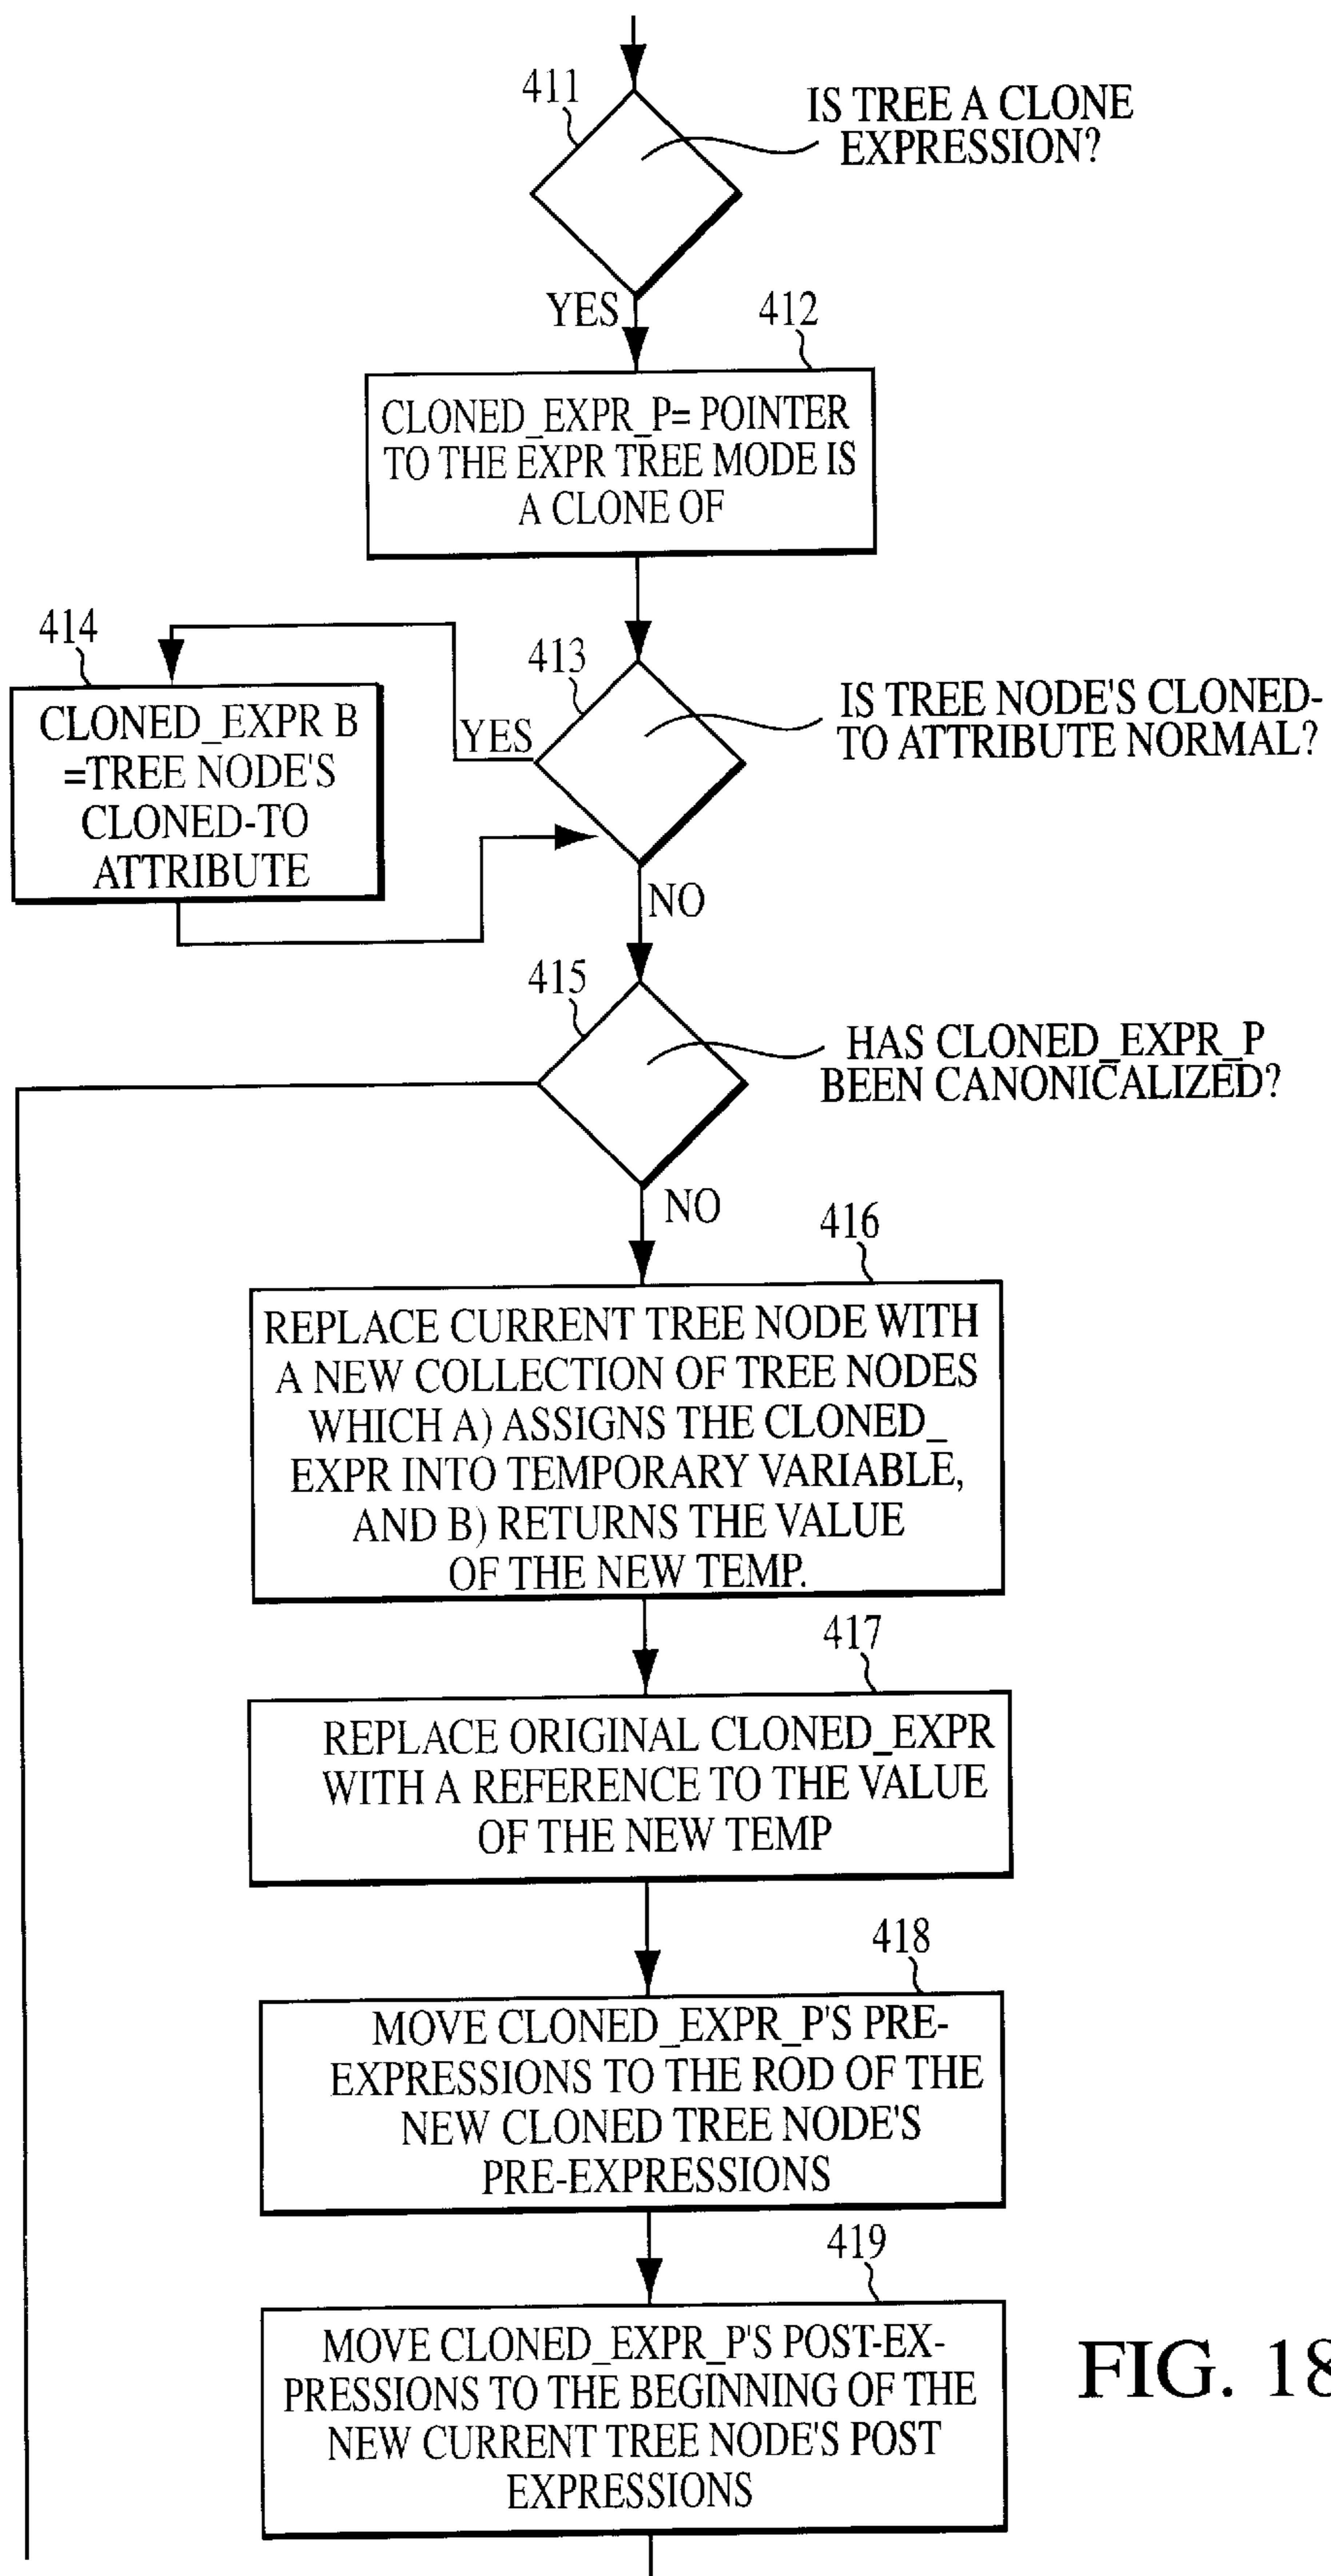 411
IS TREE A CLONE
EXPRESSION?
YES
412
CLONED_EXPR_P= POINTER
TO THE EXPR TREE MODE IS
A CLONE OF
414
CLONED_EXPR B
=TREE NODE'S
CLONED-TO
ATTRIBUTE
413
YES
IS TREE NODE'S CLONED-
TO ATTRIBUTE NORMAL?
NO
415
HAS CLONED_EXPR_P
BEEN CANONICALIZED?
NO
416
REPLACE CURRENT TREE NODE WITH
A NEW COLLECTION OF TREE NODES
WHICH A) ASSIGNS THE CLONED_
EXPR INTO TEMPORARY VARIABLE,
AND B) RETURNS THE VALUE
OF THE NEW TEMP.
417
REPLACE ORIGINAL CLONED_EXPR
WITH A REFERENCE TO THE VALUE
OF THE NEW TEMP
418
MOVE CLONED_EXPR_P'S PRE-
EXPRESSIONS TO THE ROD OF THE
NEW CLONED TREE NODE'S
PRE-EXPRESSIONS
419
MOVE CLONED_EXPR_P'S POST-EX-
PRESSIONS TO THE BEGINNING OF THE
NEW CURRENT TREE NODE'S POST
EXPRESSIONS
FIG. 18